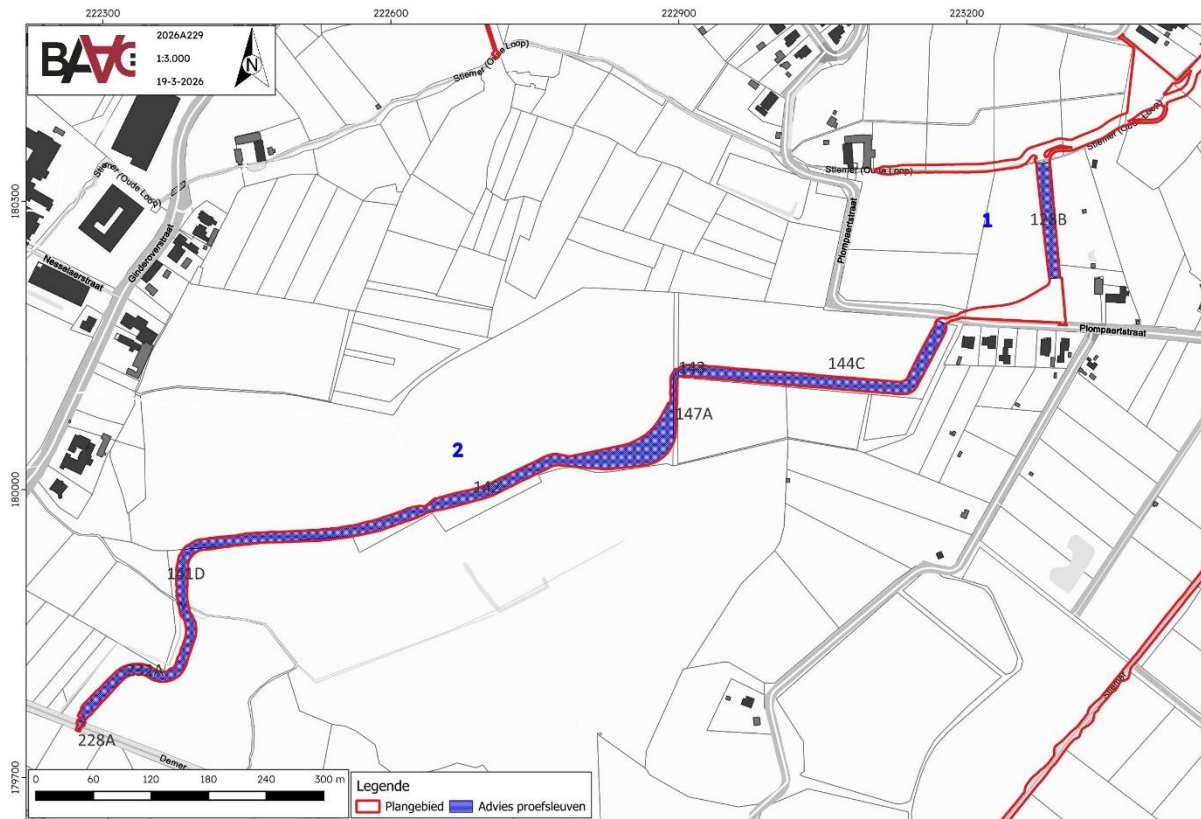 222300
222600
222900
223200
BAAC
2026A229
1:3.000
19-3-2026
N
Stiemer (Oude Loop)
Stiemer (Oude Loop)
Stiemer (Oude Loop)
Stiemer (Oude Loop)
180300
Nesselaerstraat
Ginderoverstraat
Plompaertstraat
1
128B
Plompaertstraat
143
144C
147A
2
180000
141D
228A
Demer
Stiemer
179700
0 60 120 180 240 300 m
Legende
Plangebied Advies proefsleuven